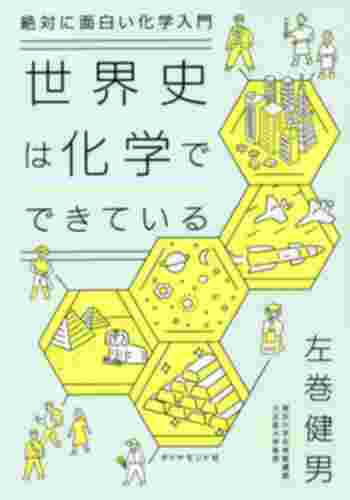 絶対に面白い化学入門
世界史
は化学で
できている
左巻健男
ダイヤモンド社